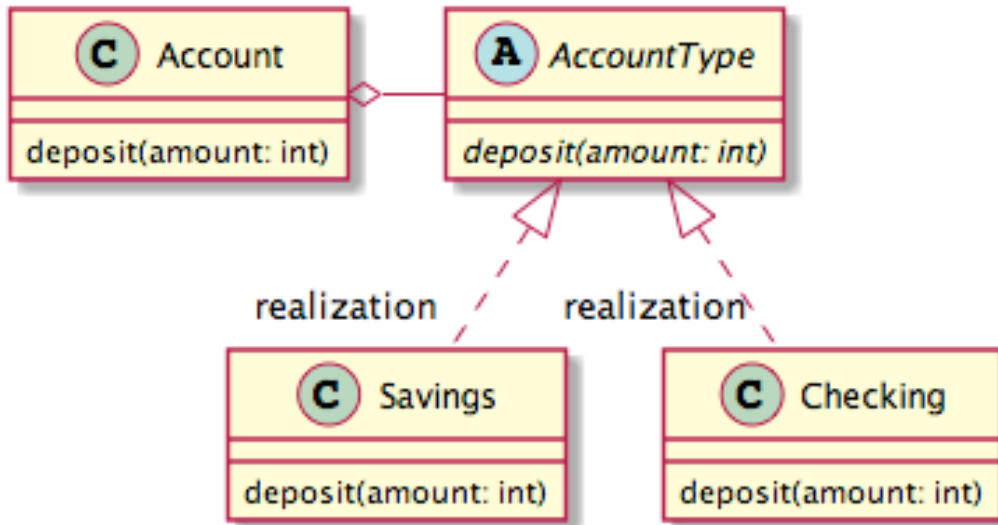 C Account
A AccountType
deposit(amount: int)
deposit(amount: int)
realization
realization
C Savings
C Checking
deposit(amount: int)
deposit(amount: int)